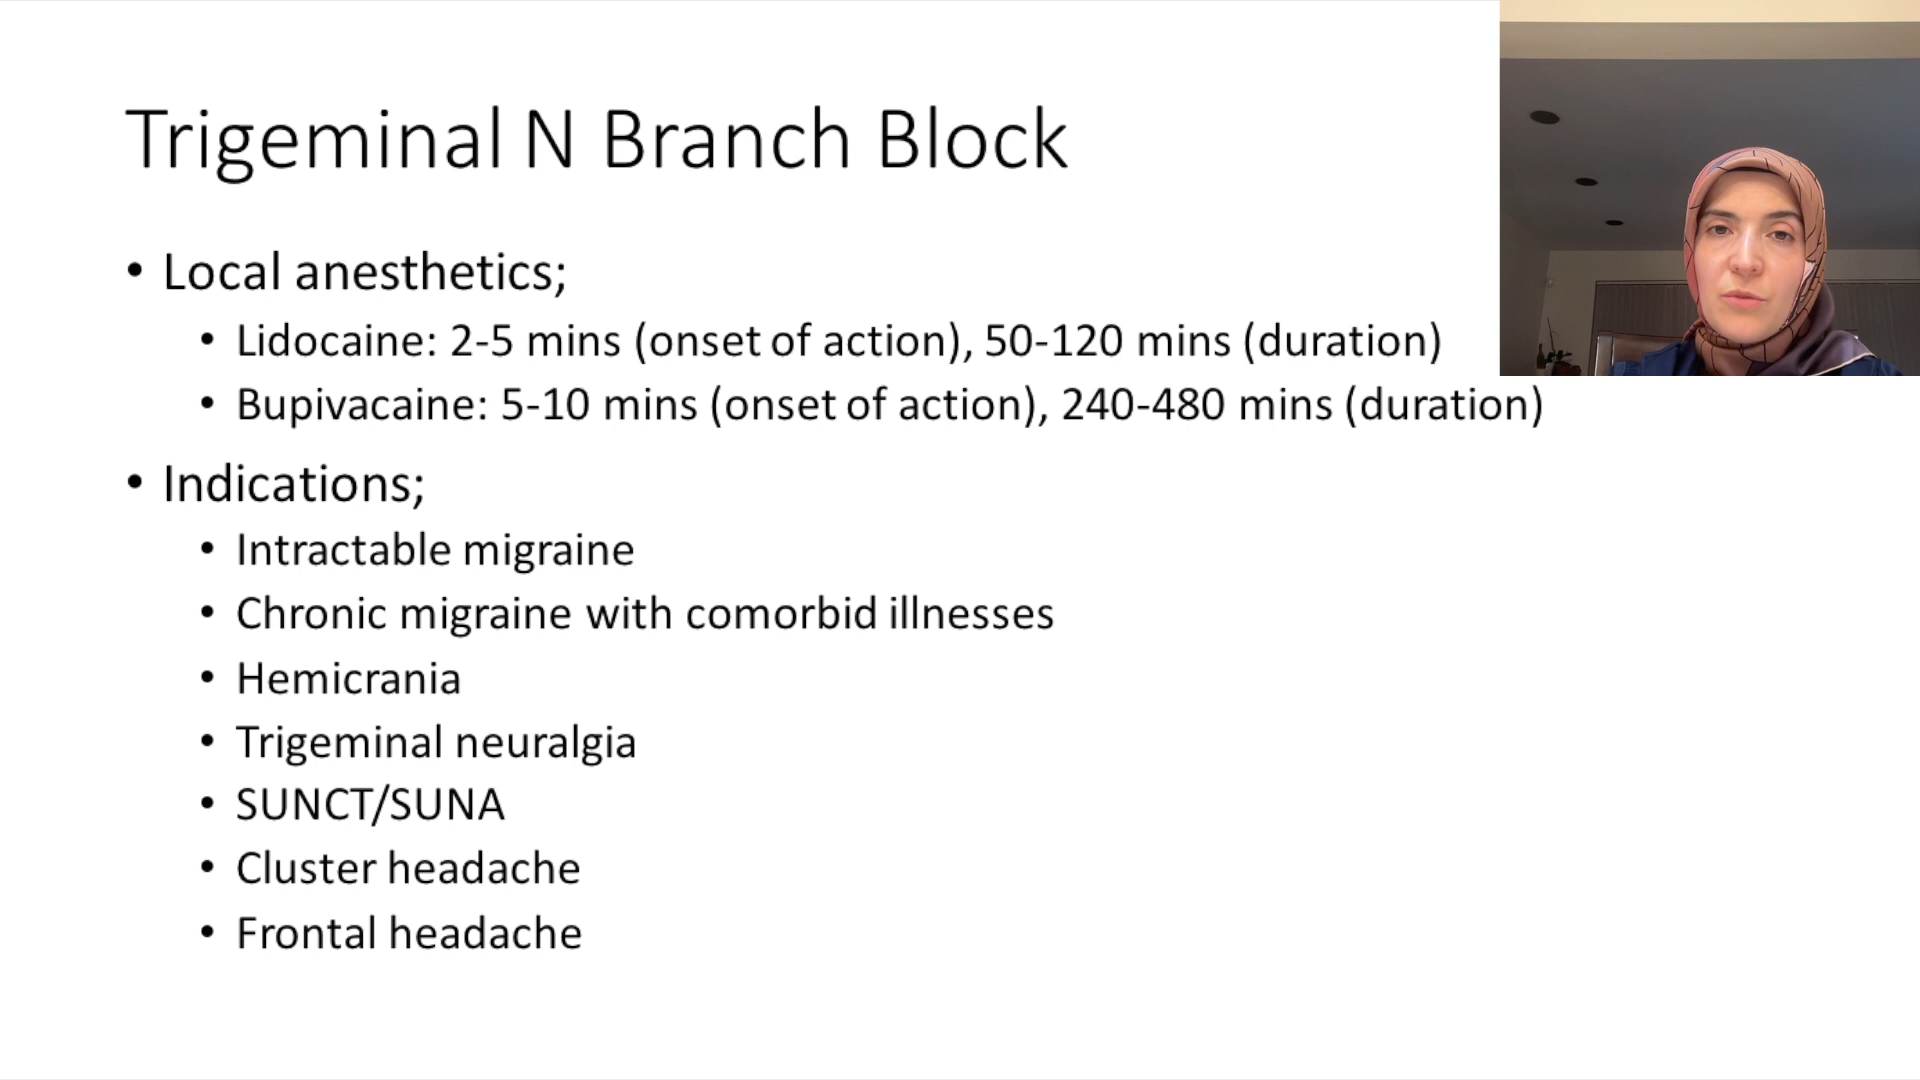 Trigeminal N Branch Block
• Local anesthetics;
• Lidocaine: 2-5 mins (onset of action), 50-120 mins (duration)
• Bupivacaine: 5-10 mins (onset of action), 240-480 mins (duration)
• Indications;
• Intractable migraine
• Chronic migraine with comorbid illnesses
• Hemicrania
• Trigeminal neuralgia
• SUNCT/SUNA
• Cluster headache
• Frontal headache